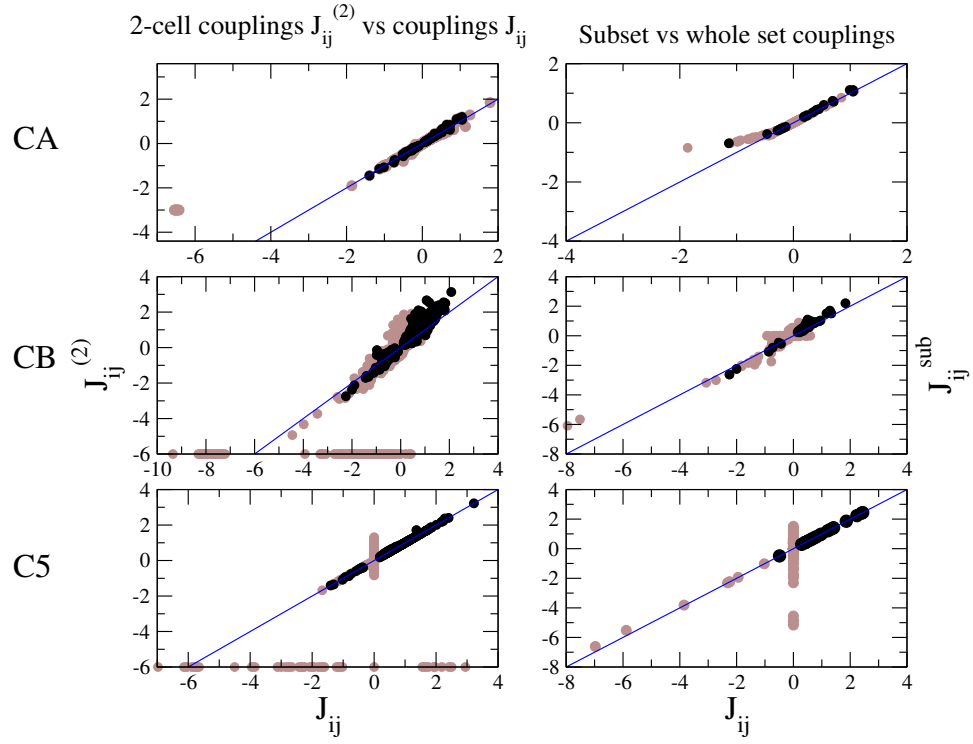 2-cell couplings J_ij^(2) vs couplings J_ij
Subset vs whole set couplings
CA
2
0
-2
-4
-6 -4 -2 0 2
2
0
-2
-4
-4 -2 0 2
CB
J_ij^(2)
4
2
0
-2
-4
-6
-10 -8 -6 -4 -2 0 2 4
4
2
0
-2
-4
-6
-8
-8 -6 -4 -2 0 2 4
J_ij^sub
C5
4
2
0
-2
-4
-6
-6 -4 -2 0 2 4
J_ij
4
2
0
-2
-4
-6
-8
-8 -6 -4 -2 0 2 4
J_ij